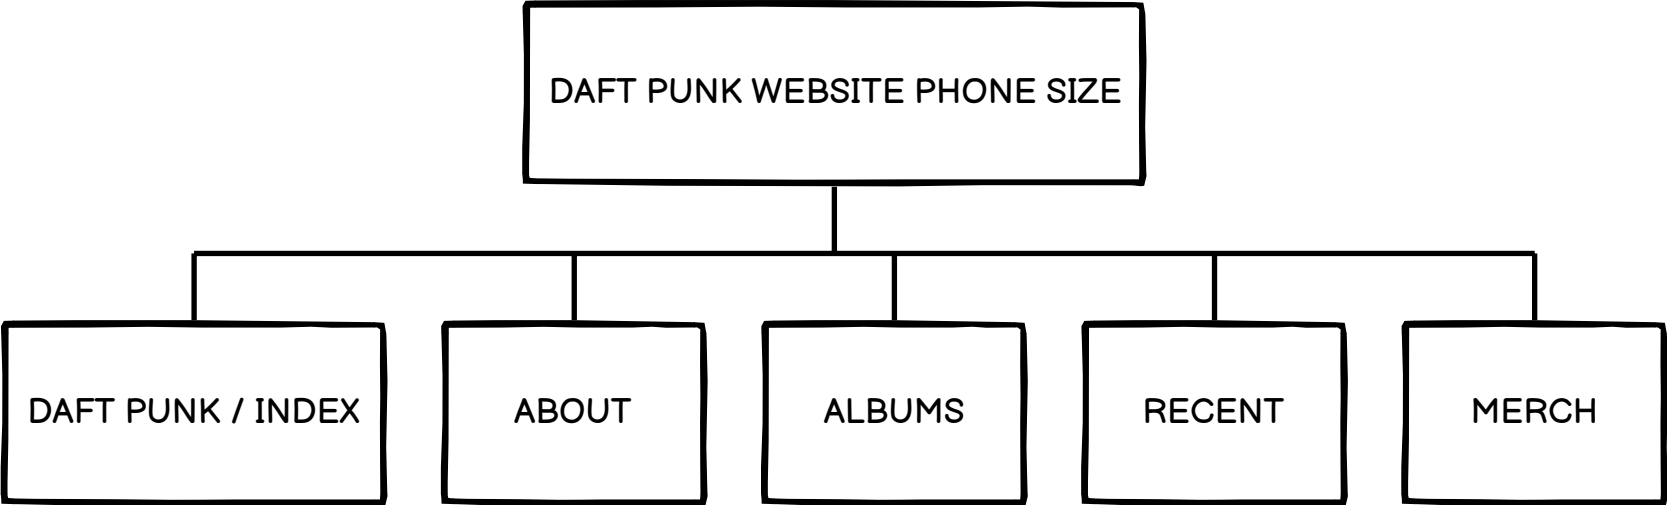 DAFT PUNK WEBSITE PHONE SIZE
DAFT PUNK / INDEX
ABOUT
ALBUMS
RECENT
MERCH